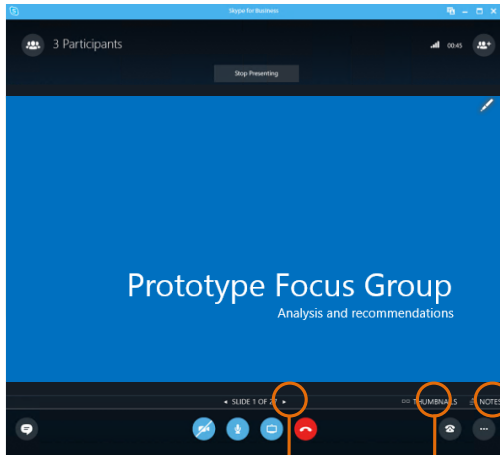 Skype for Business
3 Participants
00:45
Stop Presenting
Prototype Focus Group
Analysis and recommendations
◂ SLIDE 1 OF 27 ▸
THUMBNAILS
NOTES